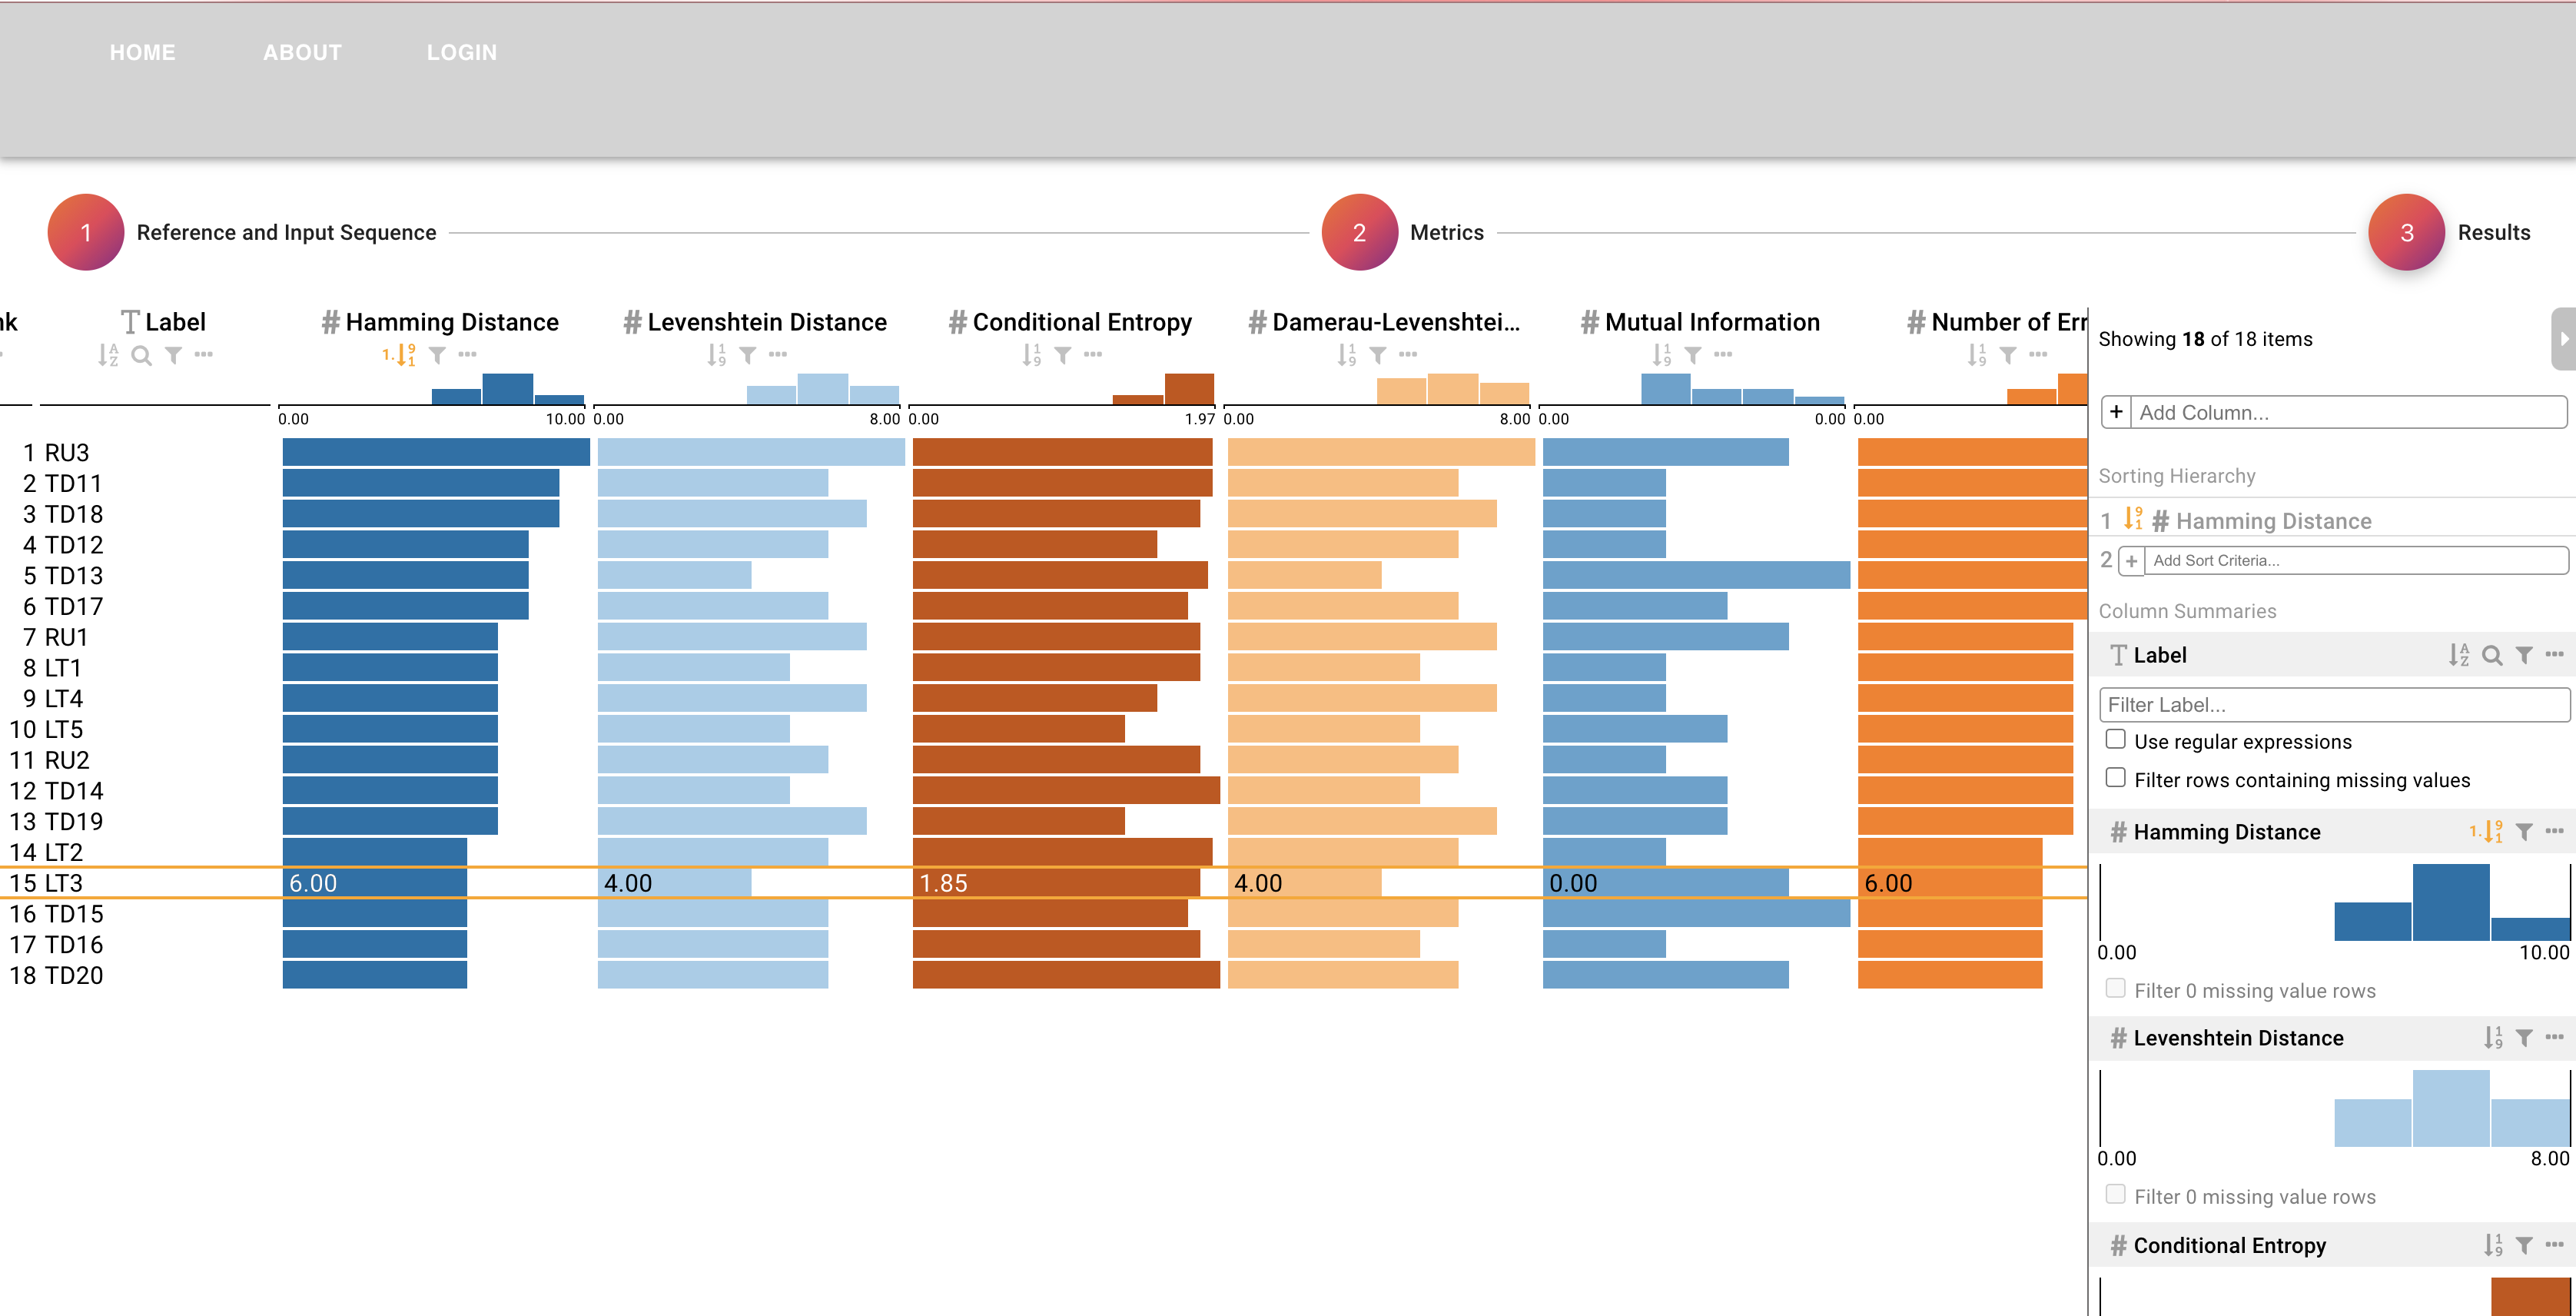 HOME ABOUT LOGIN
1 Reference and Input Sequence 2 Metrics 3 Results
nk Label # Hamming Distance # Levenshtein Distance # Conditional Entropy # Damerau-Levenshtei... # Mutual Information # Number of Err
0.00 10.00 0.00 8.00 0.00 1.97 0.00 8.00 0.00 0.00 0.00
1 RU3
2 TD11
3 TD18
4 TD12
5 TD13
6 TD17
7 RU1
8 LT1
9 LT4
10 LT5
11 RU2
12 TD14
13 TD19
14 LT2
15 LT3 6.00 4.00 1.85 4.00 0.00 6.00
16 TD15
17 TD16
18 TD20
Showing 18 of 18 items
+ Add Column...
Sorting Hierarchy
1 # Hamming Distance
2 + Add Sort Criteria...
Column Summaries
Label
Filter Label...
Use regular expressions
Filter rows containing missing values
# Hamming Distance 1.
0.00 10.00
Filter 0 missing value rows
# Levenshtein Distance
0.00 8.00
Filter 0 missing value rows
# Conditional Entropy